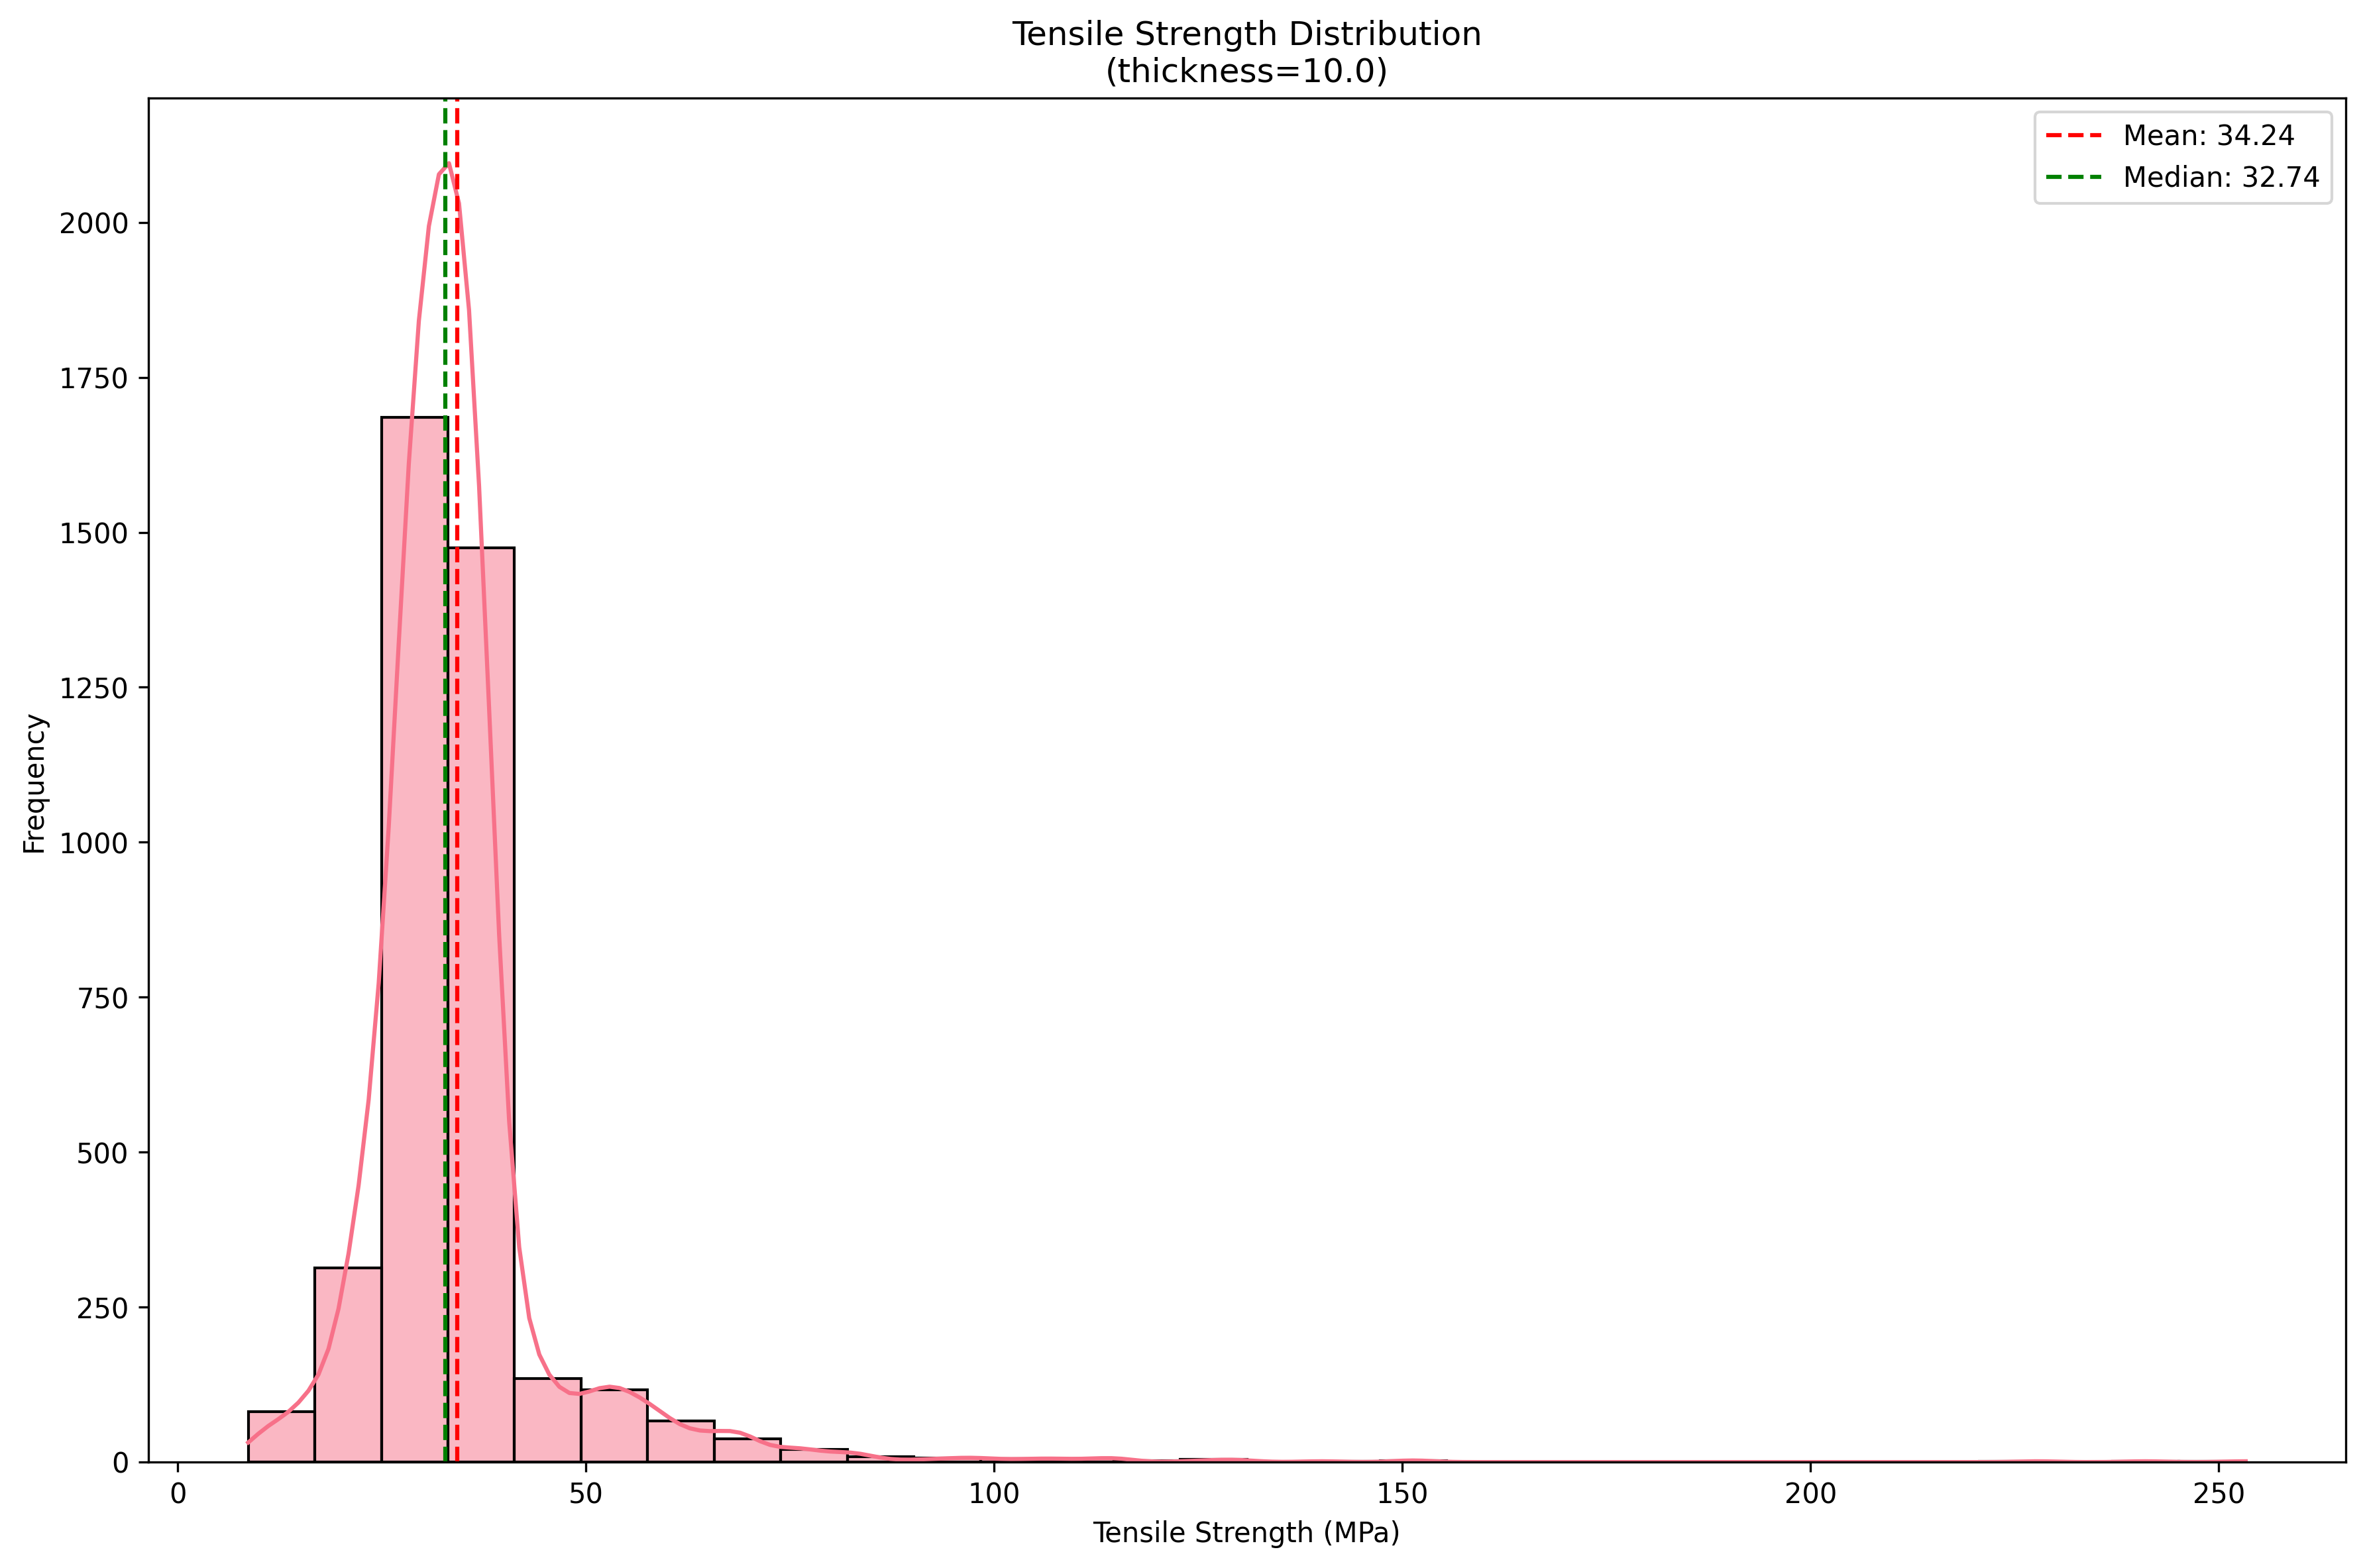 Tensile Strength Distribution
(thickness=10.0)
Mean: 34.24
Median: 32.74
Frequency
2000
1750
1500
1250
1000
750
500
250
0
0 50 100 150 200 250
Tensile Strength (MPa)